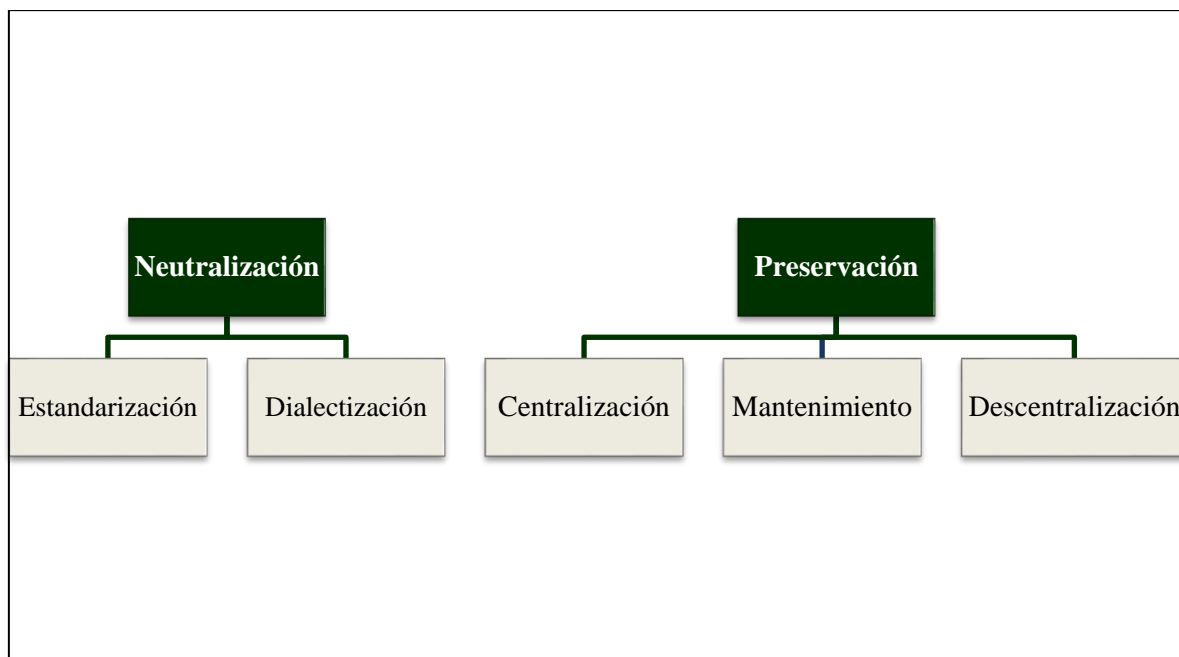 Neutralización
Preservación
Estandarización
Dialectización
Centralización
Mantenimiento
Descentralización